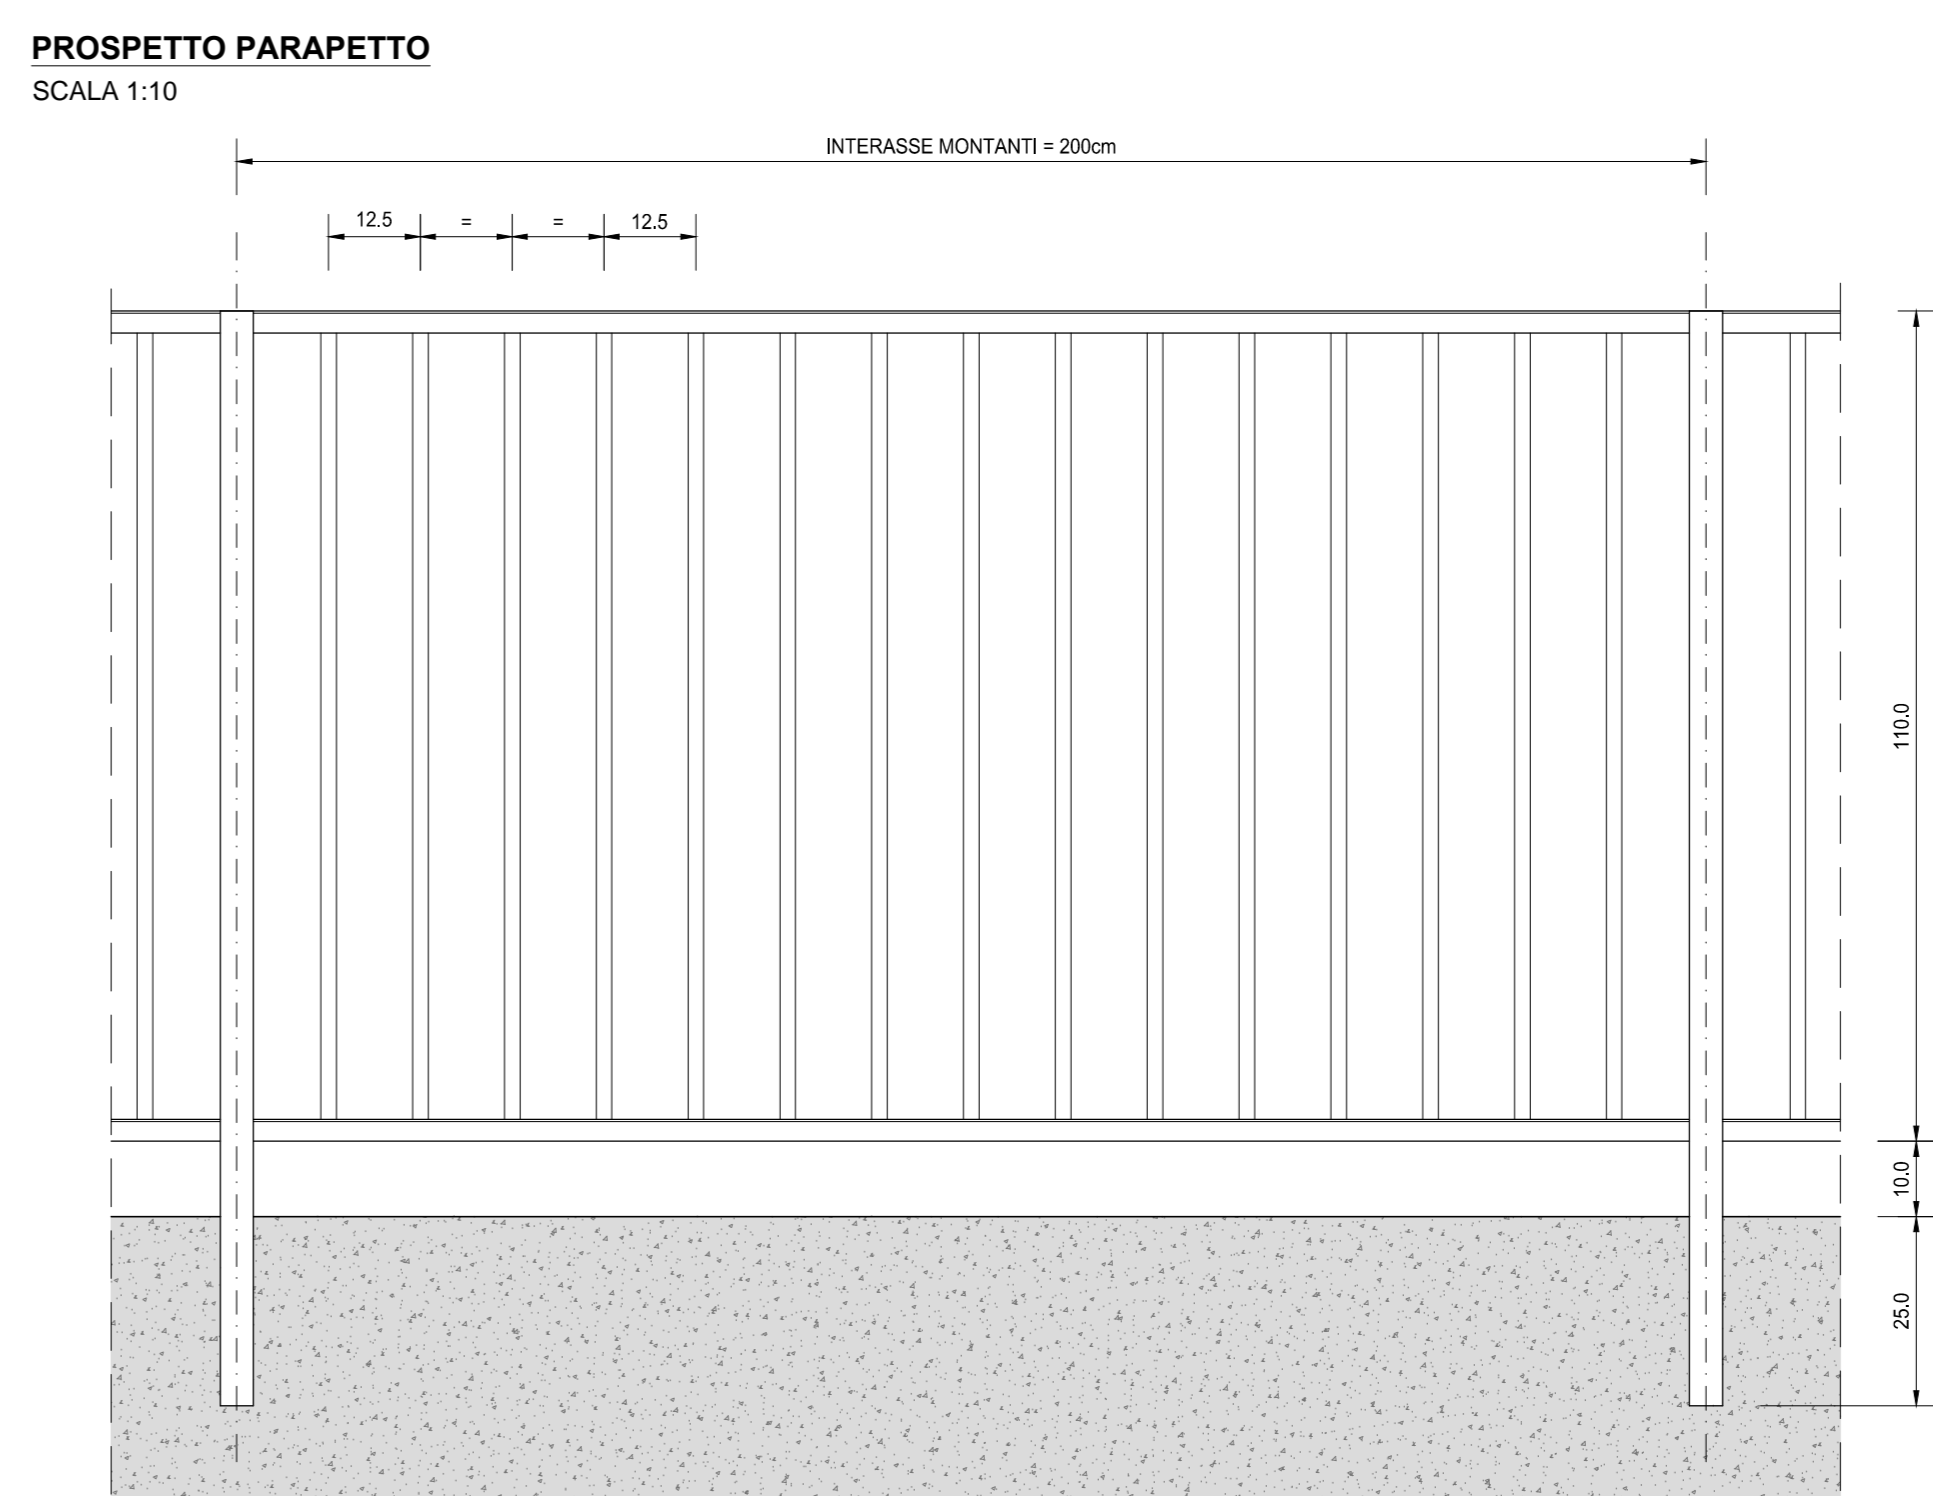 PROSPETTO PARAPETTO
SCALA 1:10
INTERASSE MONTANTI = 200cm
12.5 = = 12.5
110.0
10.0
25.0